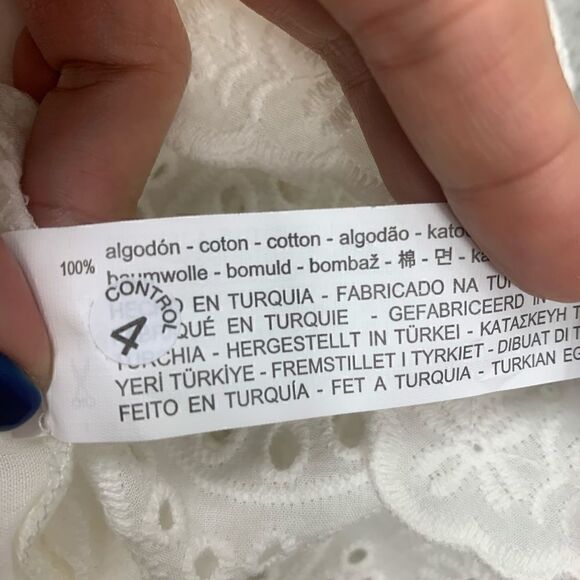 100% algodón - coton - cotton - algodão -
bomuld - bombaž - 棉 - 면 -
EN TURQUIA - FABRICADO NA
EN TURQUIE - GEFABRICEERD IN
TURCHIA - HERGESTELLT IN TÜRKEI - ΚΑΤΑΣΚΕΥΗ
YERİ TÜRKİYE - FREMSTILLET I TYRKIET - DIBUAT DI
FEITO EN TURQUÍA - FET A TURQUIA - TURKIAN
CONTROL
4